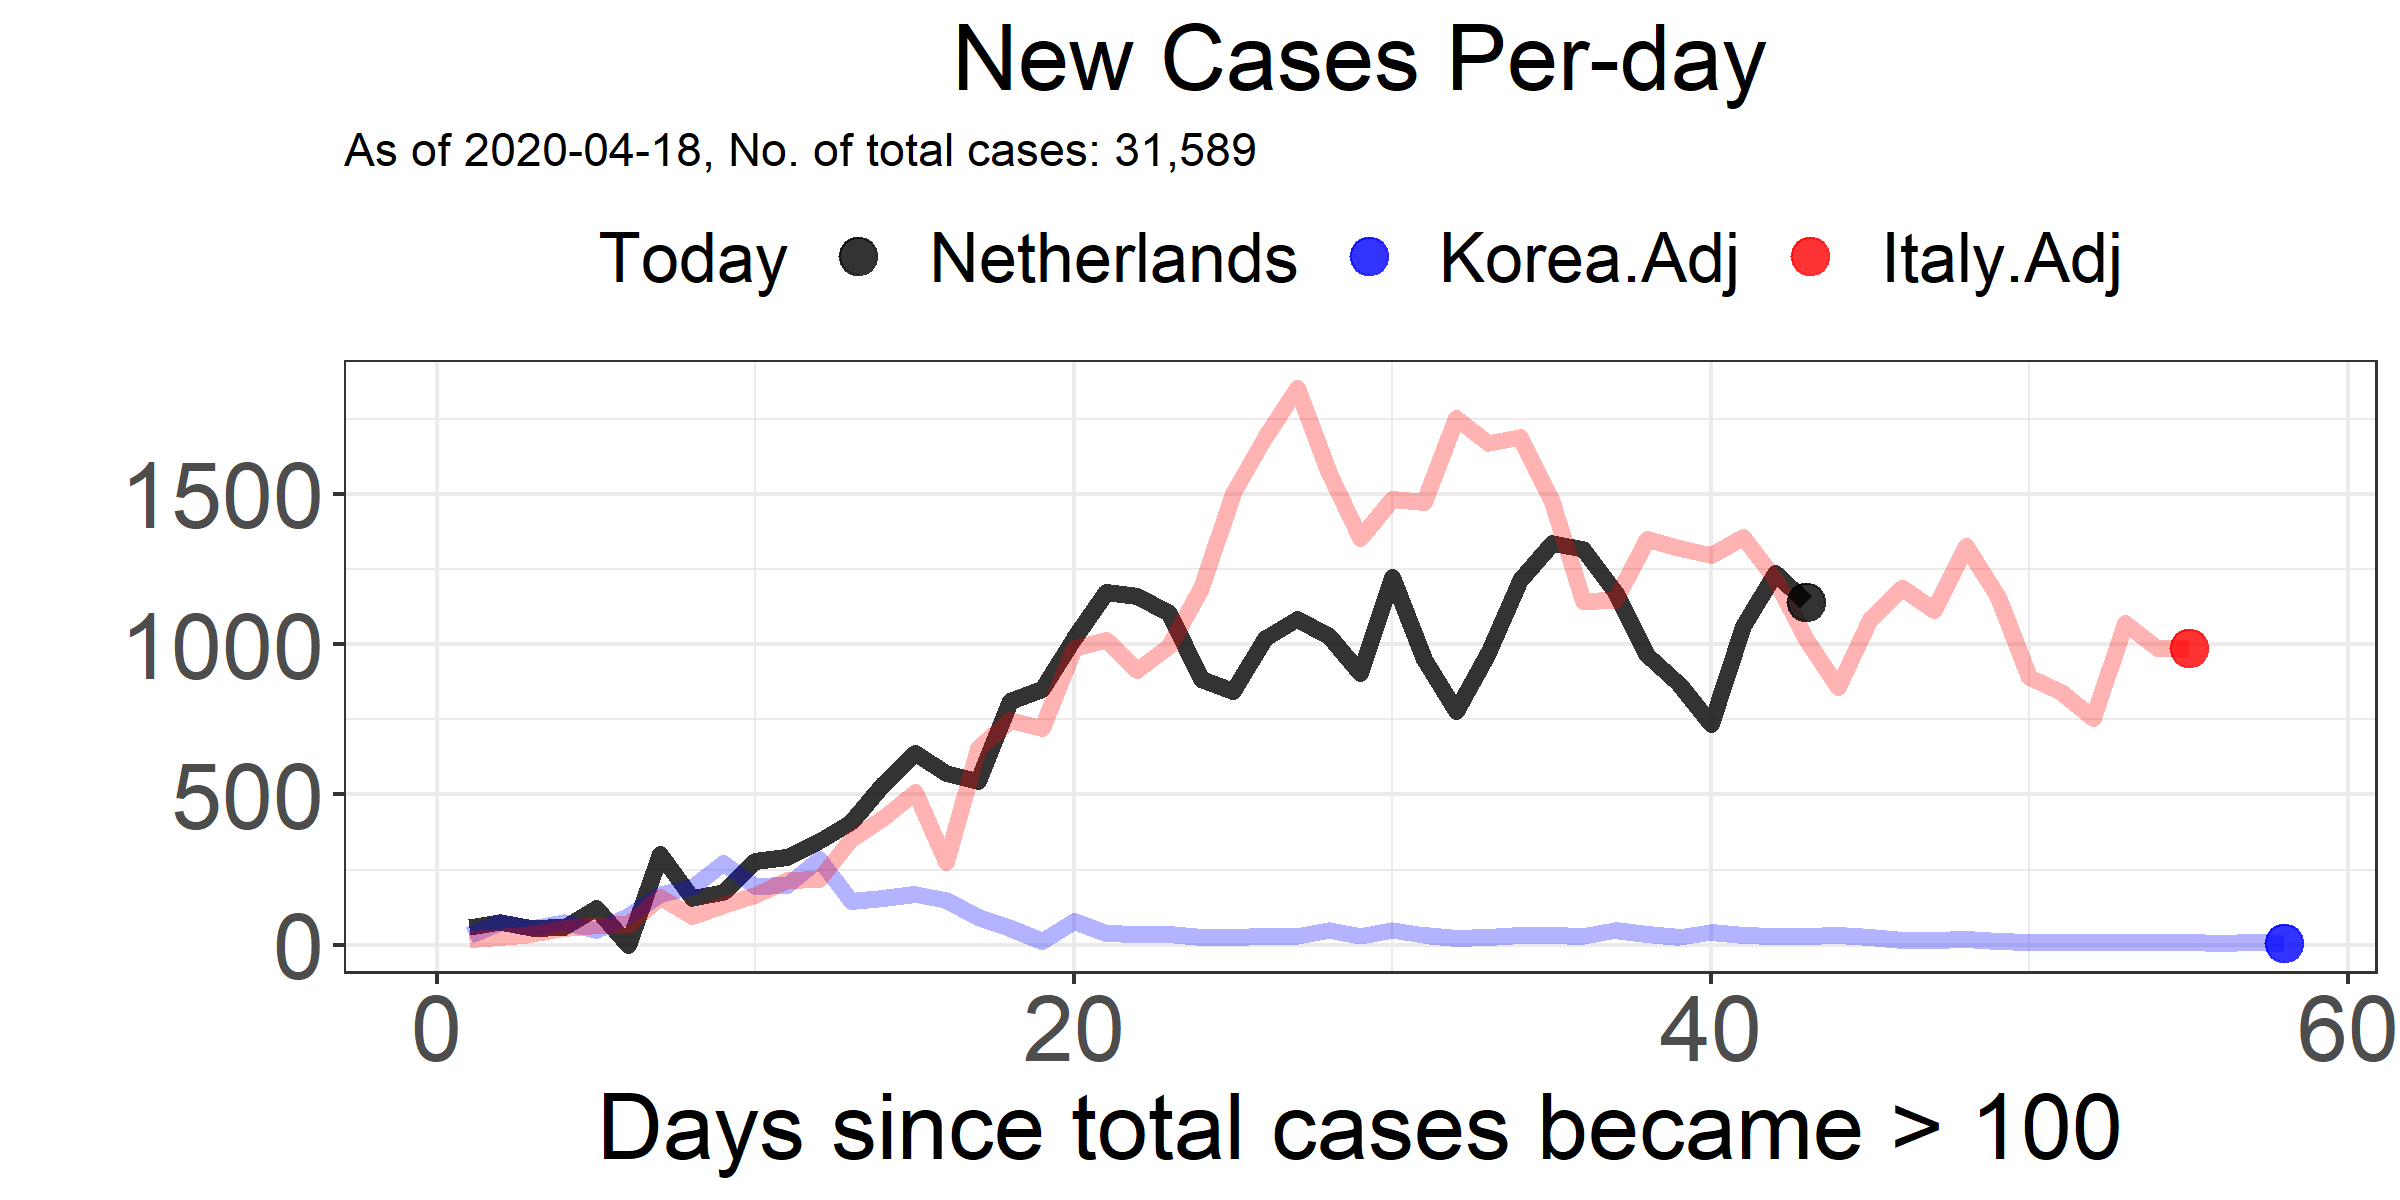 New Cases Per-day
As of 2020-04-18, No. of total cases: 31,589
Today Netherlands Korea.Adj Italy.Adj
1500
1000
500
0
0 20 40 60
Days since total cases became > 100